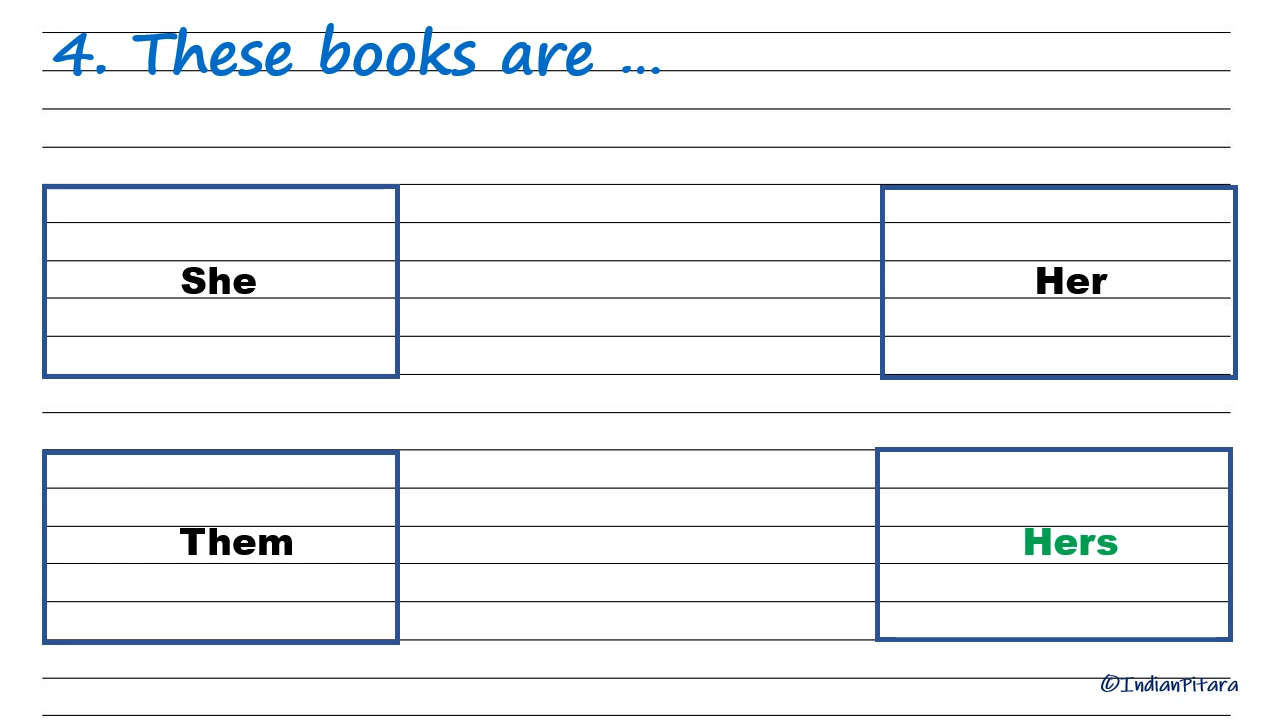 4. These books are ...
She
Her
Them
Hers
©IndianPitara